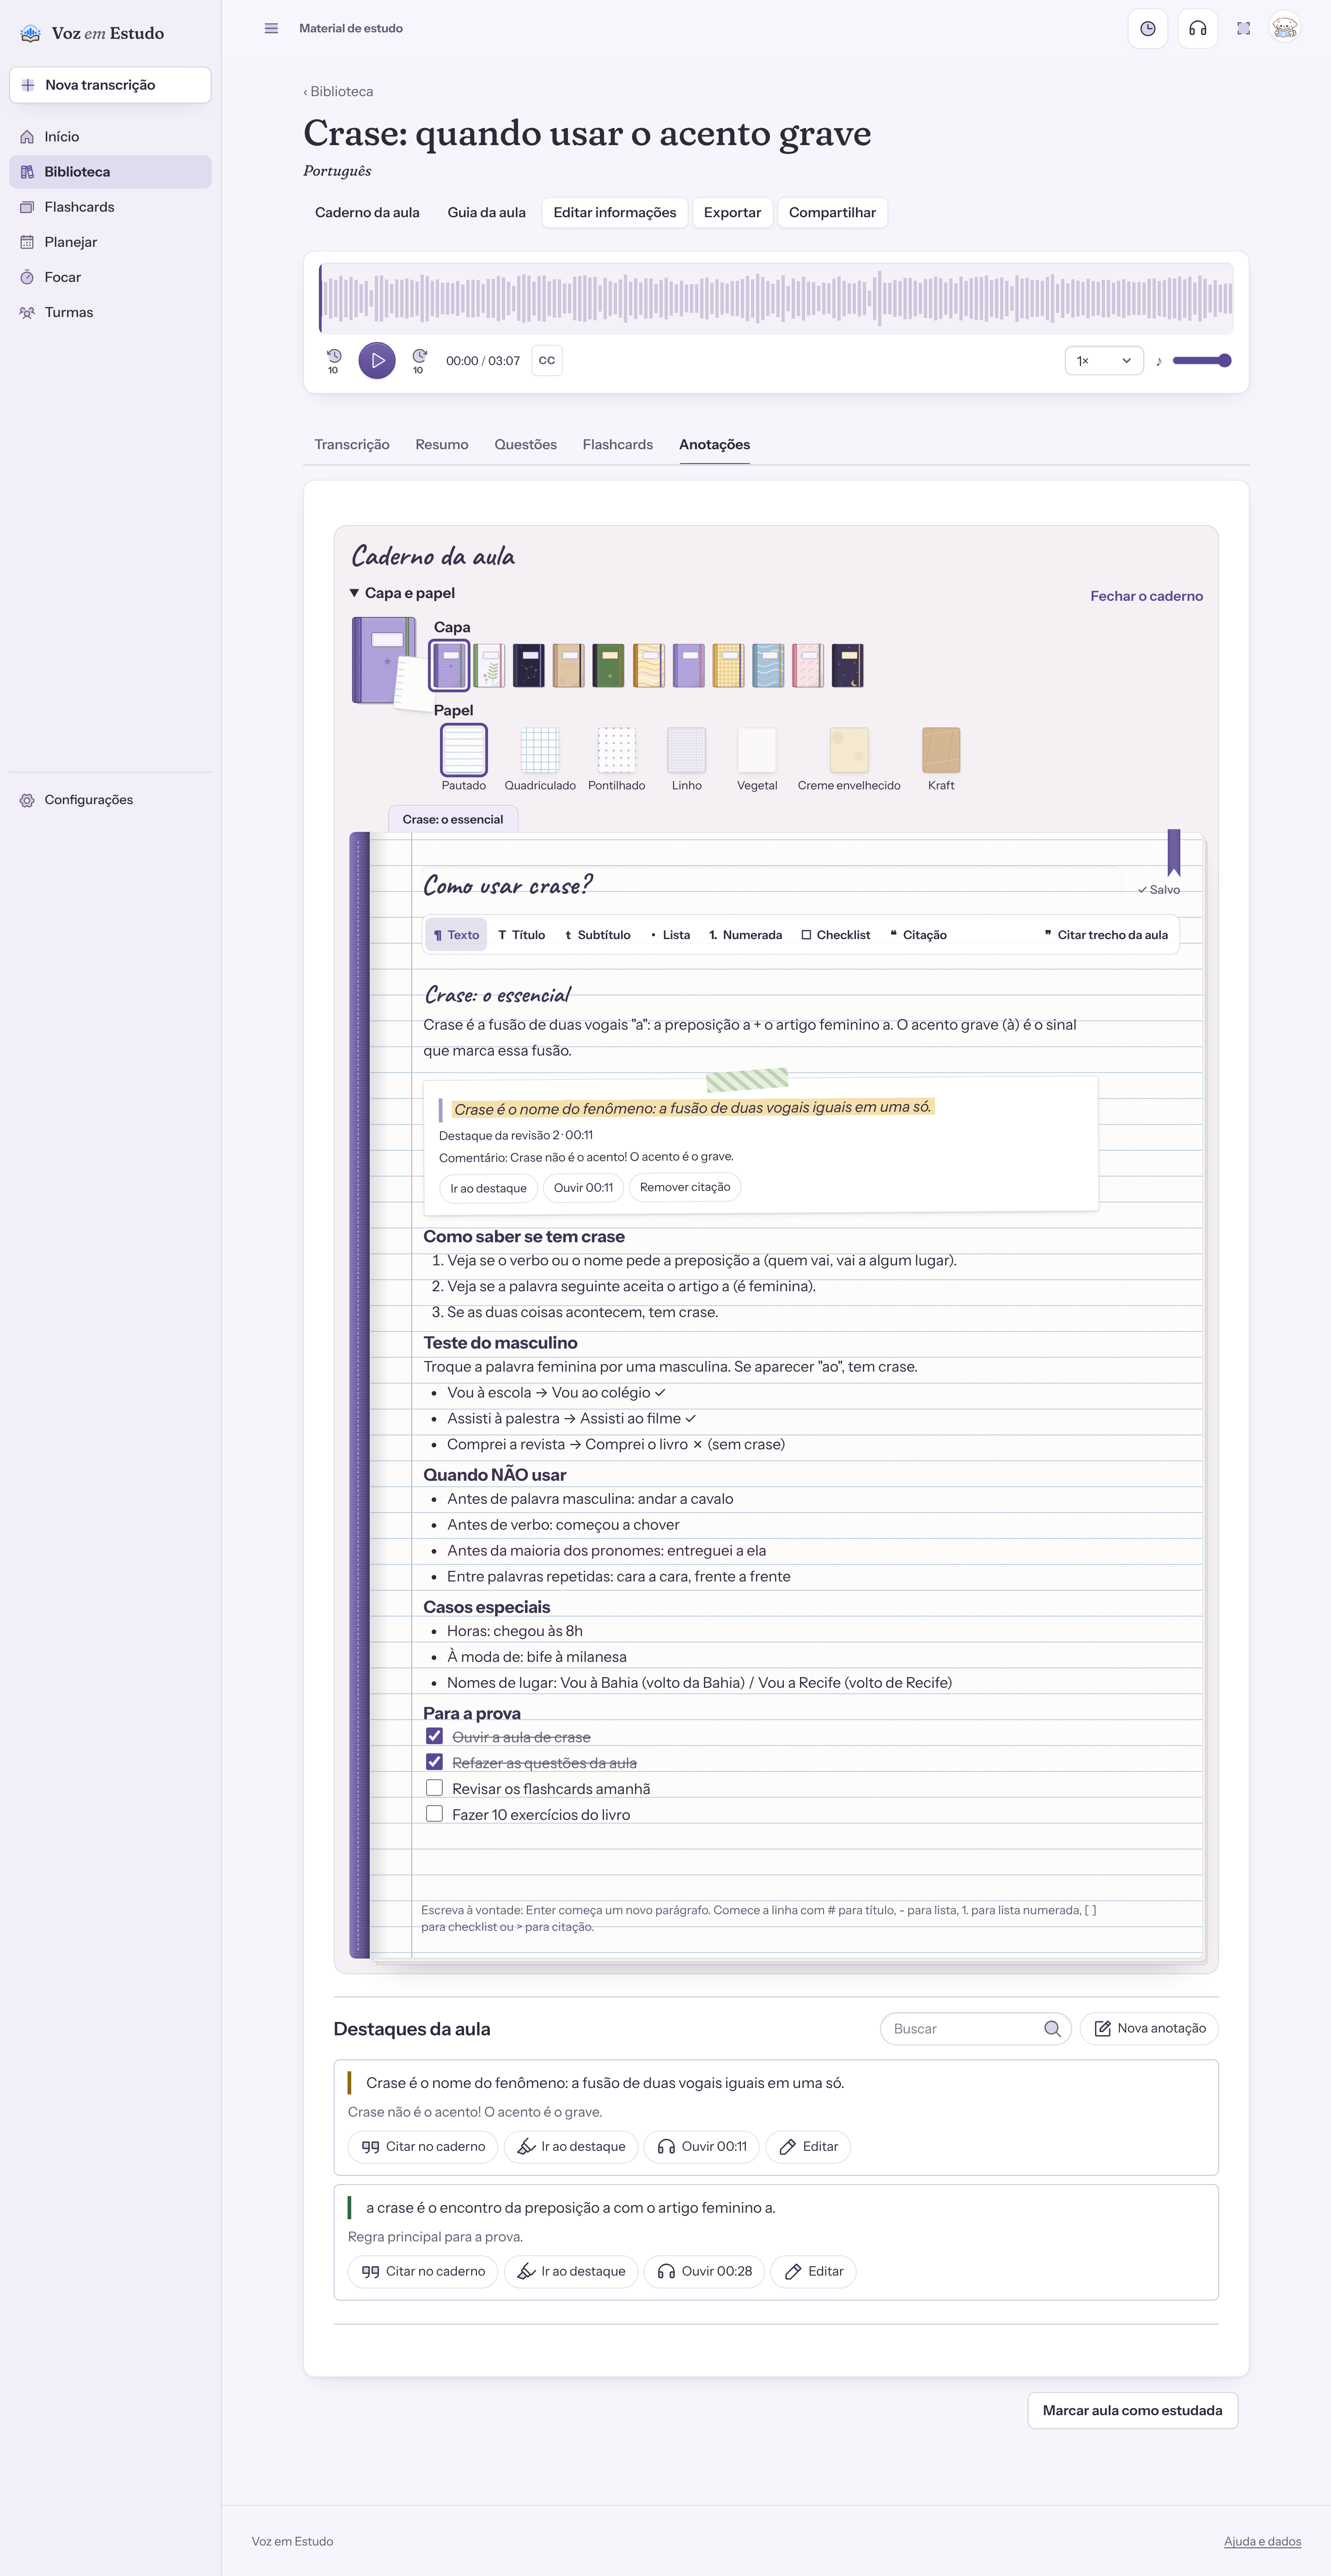 Voz em Estudo
Nova transcrição
Início
Biblioteca
Flashcards
Planejar
Focar
Turmas
Configurações
Material de estudo
‹ Biblioteca
Crase: quando usar o acento grave
Português
Caderno da aula Guia da aula Editar informações Exportar Compartilhar
10 10 00:00 / 03:07 CC 1×
Transcrição Resumo Questões Flashcards Anotações
Caderno da aula
▼ Capa e papel
Fechar o caderno
Capa
Papel
Pautado Quadriculado Pontilhado Linho Vegetal Creme envelhecido Kraft
Crase: o essencial
Como usar crase?
✓ Salvo
¶ Texto T Título t Subtítulo • Lista 1. Numerada ☐ Checklist ❝ Citação ❞ Citar trecho da aula
Crase: o essencial
Crase é a fusão de duas vogais "a": a preposição a + o artigo feminino a. O acento grave (à) é o sinal
que marca essa fusão.
Crase é o nome do fenômeno: a fusão de duas vogais iguais em uma só.
Destaque da revisão 2 · 00:11
Comentário: Crase não é o acento! O acento é o grave.
Ir ao destaque Ouvir 00:11 Remover citação
Como saber se tem crase
1. Veja se o verbo ou o nome pede a preposição a (quem vai, vai a algum lugar).
2. Veja se a palavra seguinte aceita o artigo a (é feminina).
3. Se as duas coisas acontecem, tem crase.
Teste do masculino
Troque a palavra feminina por uma masculina. Se aparecer "ao", tem crase.
• Vou à escola → Vou ao colégio ✓
• Assisti à palestra → Assisti ao filme ✓
• Comprei a revista → Comprei o livro ✗ (sem crase)
Quando NÃO usar
• Antes de palavra masculina: andar a cavalo
• Antes de verbo: começou a chover
• Antes da maioria dos pronomes: entreguei a ela
• Entre palavras repetidas: cara a cara, frente a frente
Casos especiais
• Horas: chegou às 8h
• À moda de: bife à milanesa
• Nomes de lugar: Vou à Bahia (volto da Bahia) / Vou a Recife (volto de Recife)
Para a prova
Ouvir a aula de crase
Refazer as questões da aula
Revisar os flashcards amanhã
Fazer 10 exercícios do livro
Escreva à vontade: Enter começa um novo parágrafo. Comece a linha com # para título, - para lista, 1. para lista numerada, [ ]
para checklist ou > para citação.
Destaques da aula
Buscar
Nova anotação
Crase é o nome do fenômeno: a fusão de duas vogais iguais em uma só.
Crase não é o acento! O acento é o grave.
Citar no caderno Ir ao destaque Ouvir 00:11 Editar
a crase é o encontro da preposição a com o artigo feminino a.
Regra principal para a prova.
Citar no caderno Ir ao destaque Ouvir 00:28 Editar
Marcar aula como estudada
Voz em Estudo
Ajuda e dados